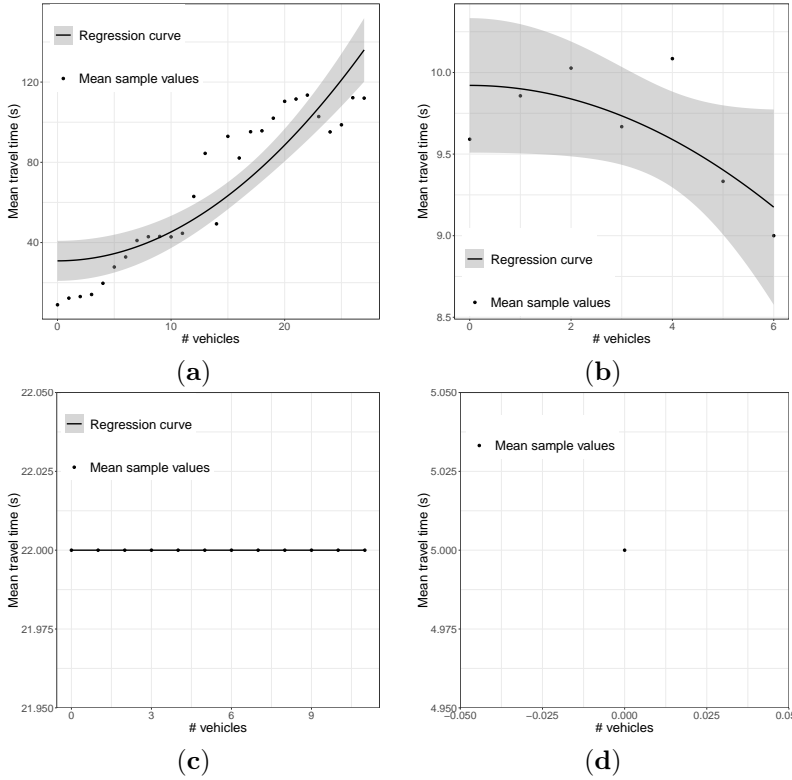 Regression curve
Mean sample values
Mean travel time (s)
120
80
40
0
10
20
# vehicles
(a)
Mean travel time (s)
10.0
9.5
9.0
8.5
Regression curve
Mean sample values
0
2
4
6
# vehicles
(b)
22.050
22.025
22.000
21.975
21.950
Mean travel time (s)
Regression curve
Mean sample values
0
3
6
9
# vehicles
(c)
5.050
5.025
5.000
4.975
4.950
Mean travel time (s)
Mean sample values
−0.050
−0.025
0.000
0.025
0.05
# vehicles
(d)